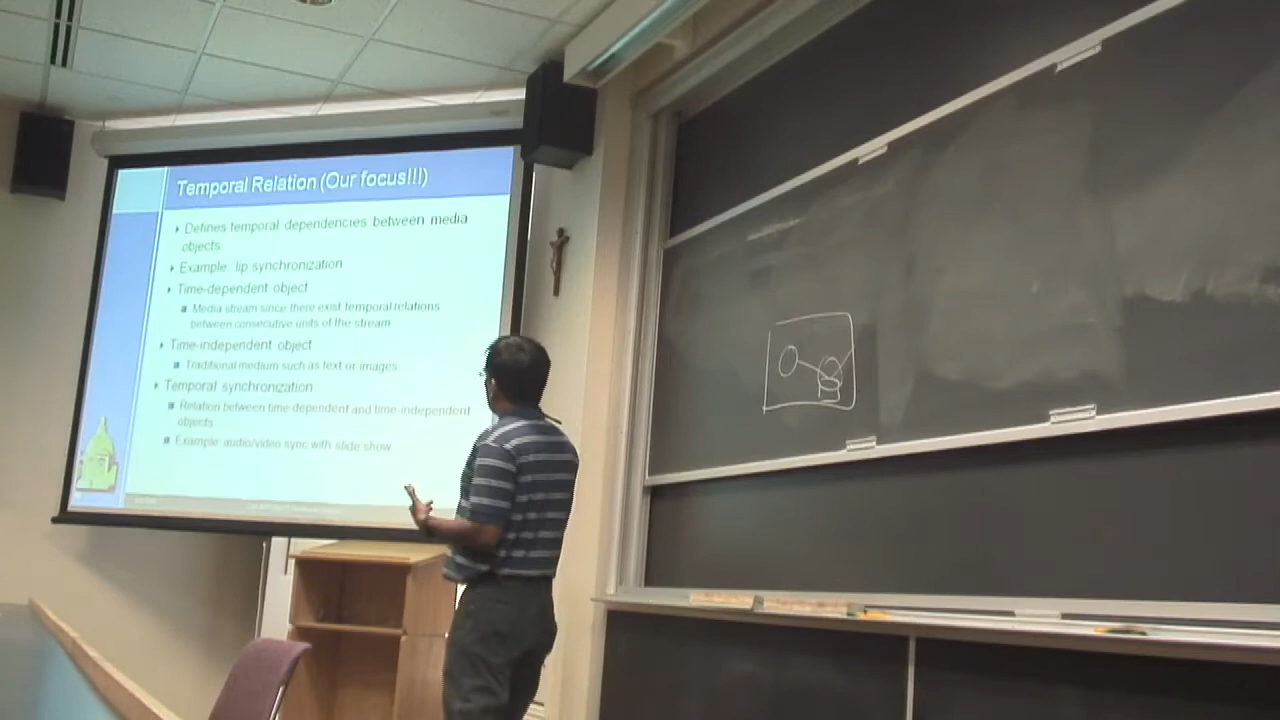 Temporal Relation (Our focus!!!)
Defines temporal dependencies between media
objects
Example: lip synchronization
Time-dependent object
Media stream since there exist temporal relations
between consecutive units of the stream
Time-independent object
Traditional medium such as text or images
Temporal synchronization
Relation between time-dependent and time-independent
objects
Example: audio/video sync with slide show